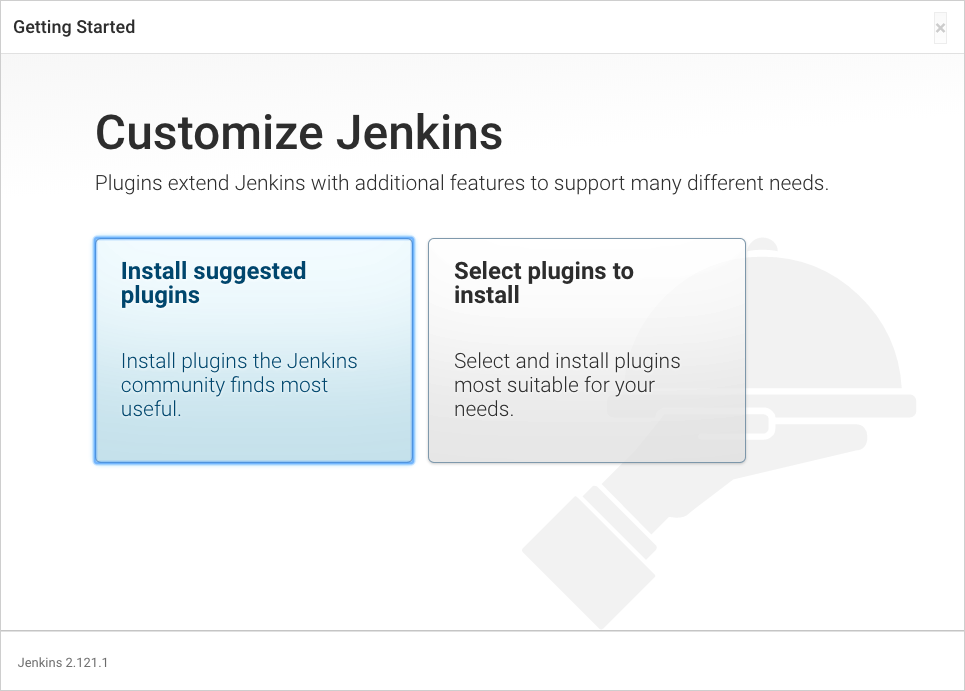 Getting Started
×
Customize Jenkins
Plugins extend Jenkins with additional features to support many different needs.
Install suggested
plugins
Install plugins the Jenkins
community finds most
useful.
Select plugins to
install
Select and install plugins
most suitable for your
needs.
Jenkins 2.121.1